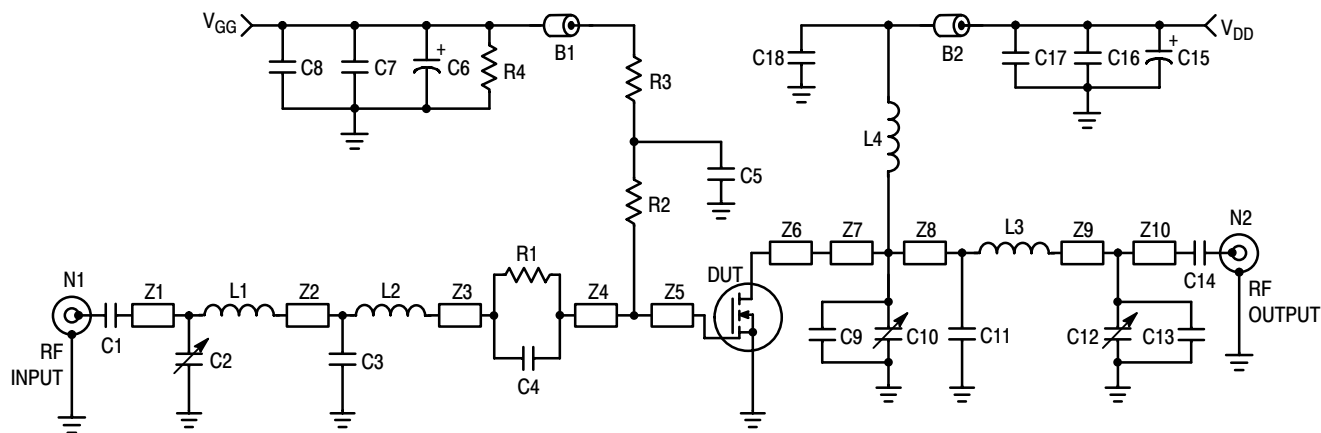 VGG
B1
C8
C7
+
C6
R4
R3
C5
R2
C18
B2
C17
C16
+
C15
VDD
L4
N1
RF
INPUT
C1
Z1
C2
L1
Z2
C3
L2
Z3
R1
C4
Z4
Z5
DUT
Z6
Z7
C9
C10
Z8
C11
L3
Z9
C12
C13
Z10
C14
N2
RF
OUTPUT